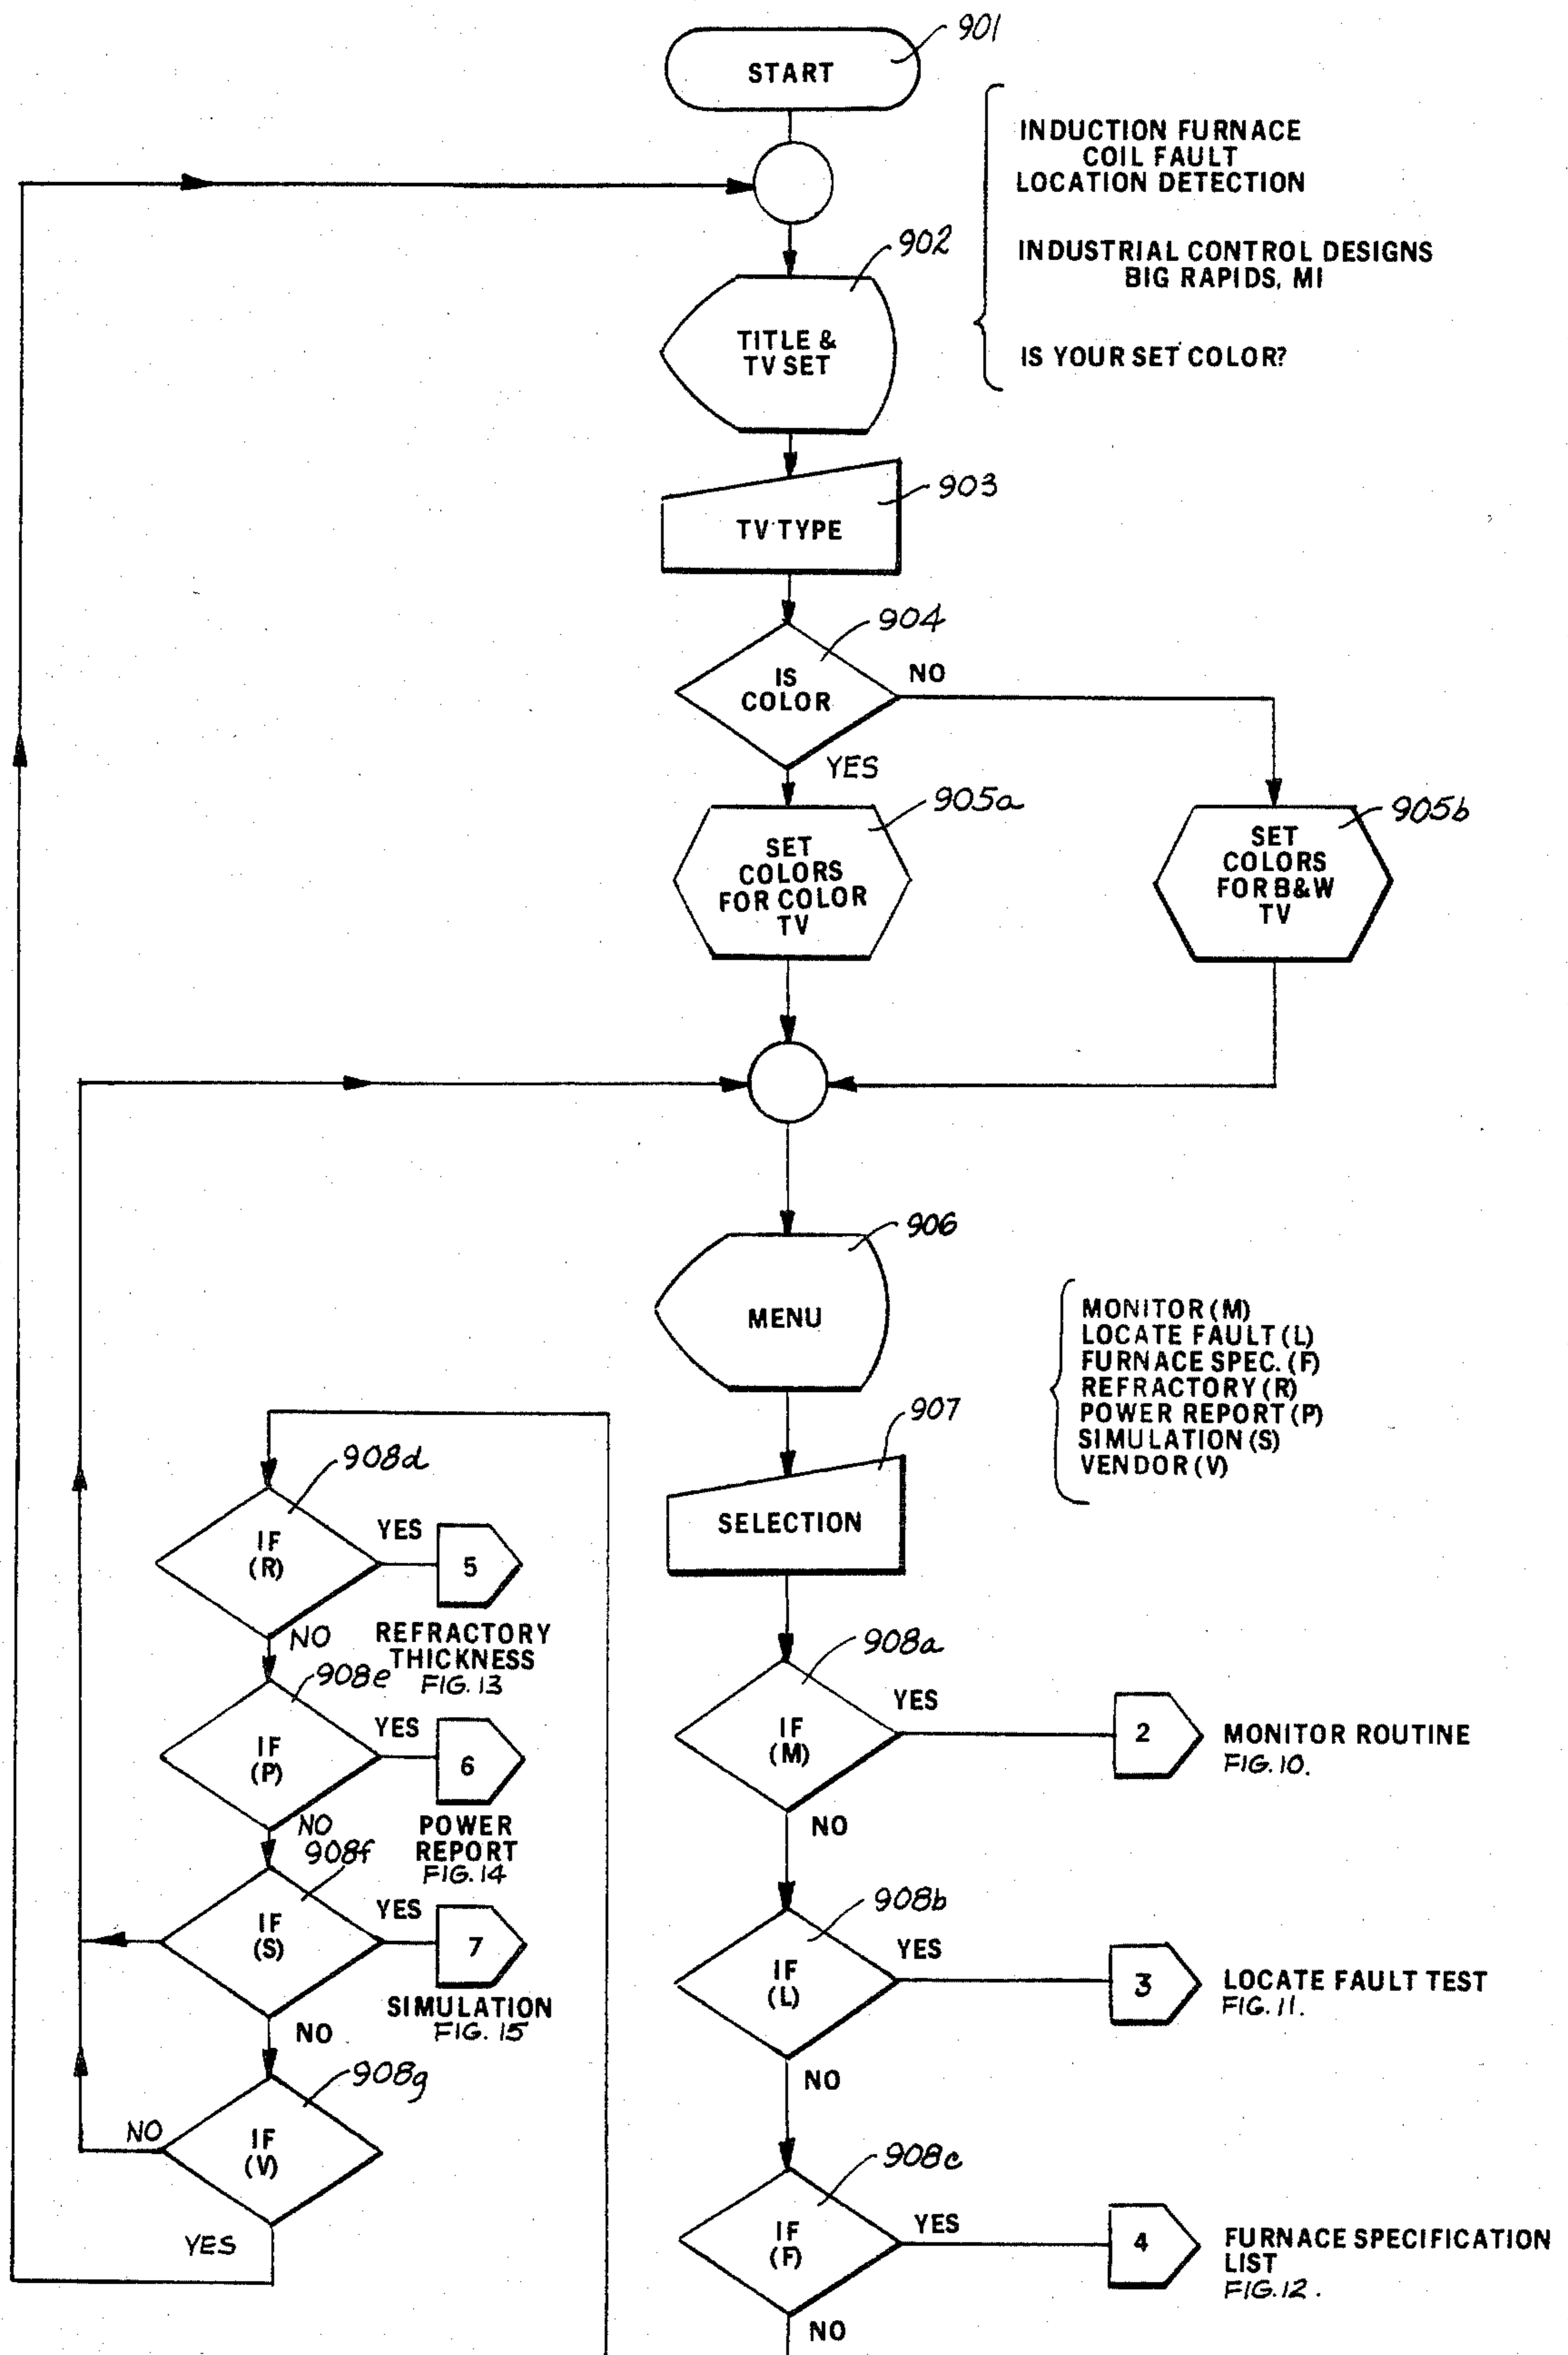 START
901
INDUCTION FURNACE
COIL FAULT
LOCATION DETECTION
INDUSTRIAL CONTROL DESIGNS
BIG RAPIDS, MI
IS YOUR SET COLOR?
902
TITLE &
TV SET
903
TV TYPE
904
IS
COLOR
NO
YES
905a
SET
COLORS
FOR COLOR
TV
905b
SET
COLORS
FOR B&W
TV
906
MENU
MONITOR (M)
LOCATE FAULT (L)
FURNACE SPEC. (F)
REFRACTORY (R)
POWER REPORT (P)
SIMULATION (S)
VENDOR (V)
907
SELECTION
908a
IF
(M)
YES
2
MONITOR ROUTINE
FIG. 10.
NO
908b
IF
(L)
YES
3
LOCATE FAULT TEST
FIG. 11.
NO
908c
IF
(F)
YES
4
FURNACE SPECIFICATION
LIST
FIG. 12.
NO
908d
IF
(R)
YES
5
REFRACTORY
THICKNESS
FIG. 13
NO
908e
IF
(P)
YES
6
POWER
REPORT
FIG. 14
NO
908f
IF
(S)
YES
7
SIMULATION
FIG. 15
NO
908g
IF
(V)
NO
YES